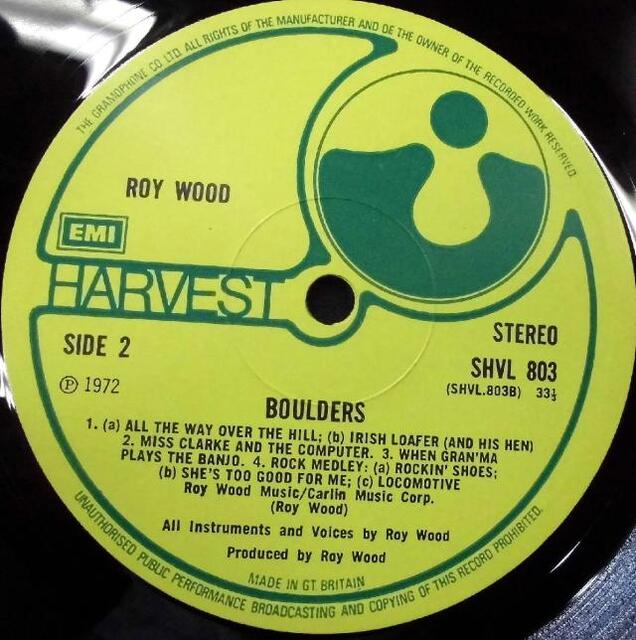 THE GRAMOPHONE CO. LTD. ALL RIGHTS OF THE MANUFACTURER AND OF THE OWNER OF THE RECORDED WORK RESERVED
ROY WOOD
EMI
HARVEST
SIDE 2
STEREO
SHVL 803
(SHVL.803B) 33⅓
℗ 1972
BOULDERS
1. (a) ALL THE WAY OVER THE HILL; (b) IRISH LOAFER (AND HIS HEN)
2. MISS CLARKE AND THE COMPUTER. 3. WHEN GRAN'MA
PLAYS THE BANJO. 4. ROCK MEDLEY: (a) ROCKIN' SHOES;
(b) SHE'S TOO GOOD FOR ME; (c) LOCOMOTIVE
Roy Wood Music/Carlin Music Corp.
(Roy Wood)
All Instruments and Voices by Roy Wood
Produced by Roy Wood
MADE IN GT BRITAIN
UNAUTHORISED PUBLIC PERFORMANCE BROADCASTING AND COPYING OF THIS RECORD PROHIBITED.